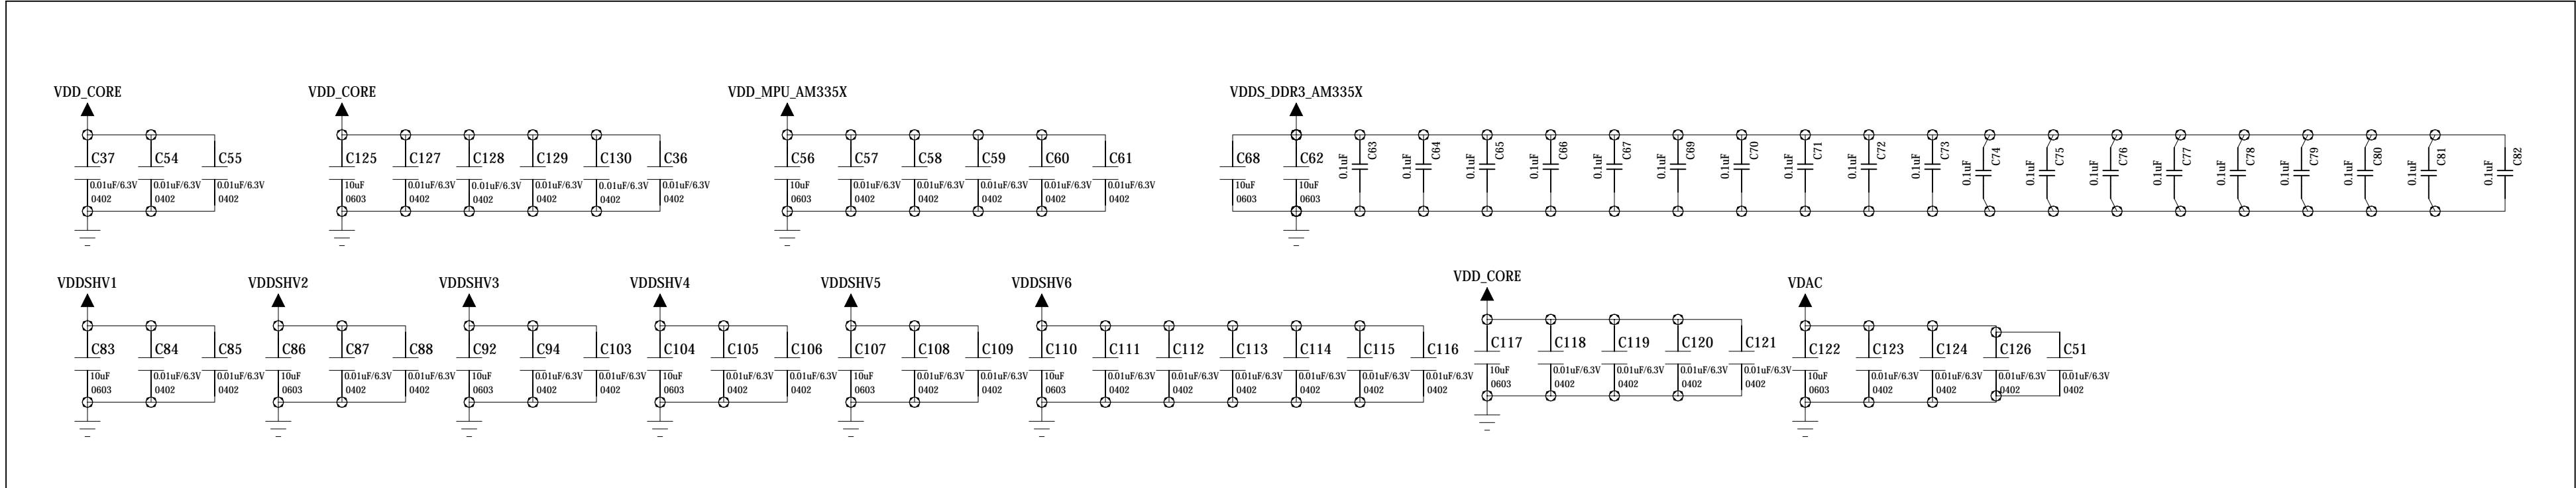 VDD_CORE VDD_CORE VDD_MPU_AM335X VDDS_DDR3_AM335X
C37 C54 C55 C125 C127 C128 C129 C130 C36 C56 C57 C58 C59 C60 C61 C68 C62 C63 C64 C65 C66 C67 C69 C70 C71 C72 C73 C74 C75 C76 C77 C78 C79 C80 C81 C82
0.01uF/6.3V 0.01uF/6.3V 0.01uF/6.3V 10uF 0.01uF/6.3V 0.01uF/6.3V 0.01uF/6.3V 0.01uF/6.3V 0.01uF/6.3V 10uF 0.01uF/6.3V 0.01uF/6.3V 0.01uF/6.3V 0.01uF/6.3V 0.01uF/6.3V 10uF 10uF 0.1uF 0.1uF 0.1uF 0.1uF 0.1uF 0.1uF 0.1uF 0.1uF 0.1uF 0.1uF 0.1uF 0.1uF 0.1uF 0.1uF 0.1uF 0.1uF 0.1uF 0.1uF 0.1uF
0402 0402 0402 0603 0402 0402 0402 0402 0402 0603 0402 0402 0402 0402 0402 0603 0603
VDDSHV1 VDDSHV2 VDDSHV3 VDDSHV4 VDDSHV5 VDDSHV6 VDD_CORE VDAC
C83 C84 C85 C86 C87 C88 C92 C94 C103 C104 C105 C106 C107 C108 C109 C110 C111 C112 C113 C114 C115 C116 C117 C118 C119 C120 C121 C122 C123 C124 C126 C51
10uF 0.01uF/6.3V 0.01uF/6.3V 10uF 0.01uF/6.3V 0.01uF/6.3V 10uF 0.01uF/6.3V 0.01uF/6.3V 10uF 0.01uF/6.3V 0.01uF/6.3V 10uF 0.01uF/6.3V 0.01uF/6.3V 10uF 0.01uF/6.3V 0.01uF/6.3V 0.01uF/6.3V 0.01uF/6.3V 0.01uF/6.3V 0.01uF/6.3V 10uF 0.01uF/6.3V 0.01uF/6.3V 0.01uF/6.3V 0.01uF/6.3V 10uF 0.01uF/6.3V 0.01uF/6.3V 0.01uF/6.3V 0.01uF/6.3V
0603 0402 0402 0603 0402 0402 0603 0402 0402 0603 0402 0402 0603 0402 0402 0603 0402 0402 0402 0402 0402 0402 0603 0402 0402 0402 0402 0603 0402 0402 0402 0402